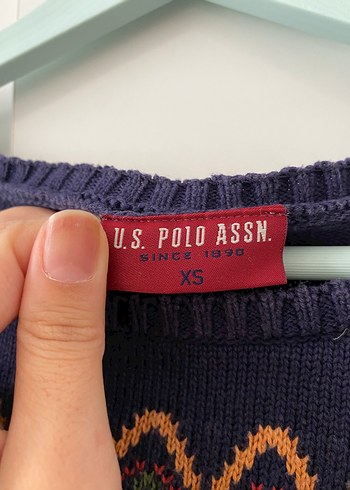 U.S. POLO ASSN.
SINCE 1890
XS